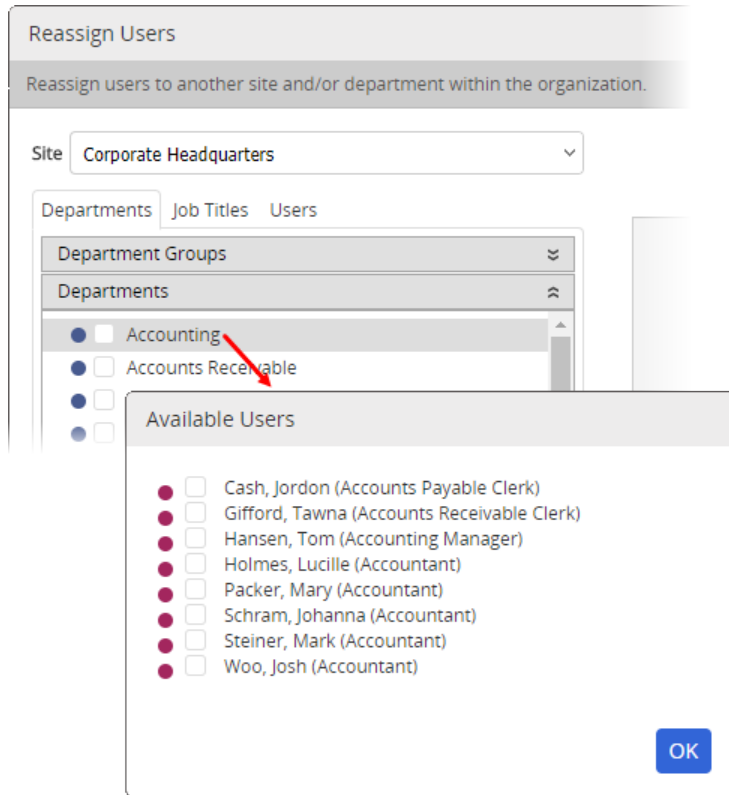 Reassign Users
Reassign users to another site and/or department within the organization.
Site Corporate Headquarters
Departments Job Titles Users
Department Groups
Departments
Accounting
Accounts Receivable
Available Users
Cash, Jordon (Accounts Payable Clerk)
Gifford, Tawna (Accounts Receivable Clerk)
Hansen, Tom (Accounting Manager)
Holmes, Lucille (Accountant)
Packer, Mary (Accountant)
Schram, Johanna (Accountant)
Steiner, Mark (Accountant)
Woo, Josh (Accountant)
OK